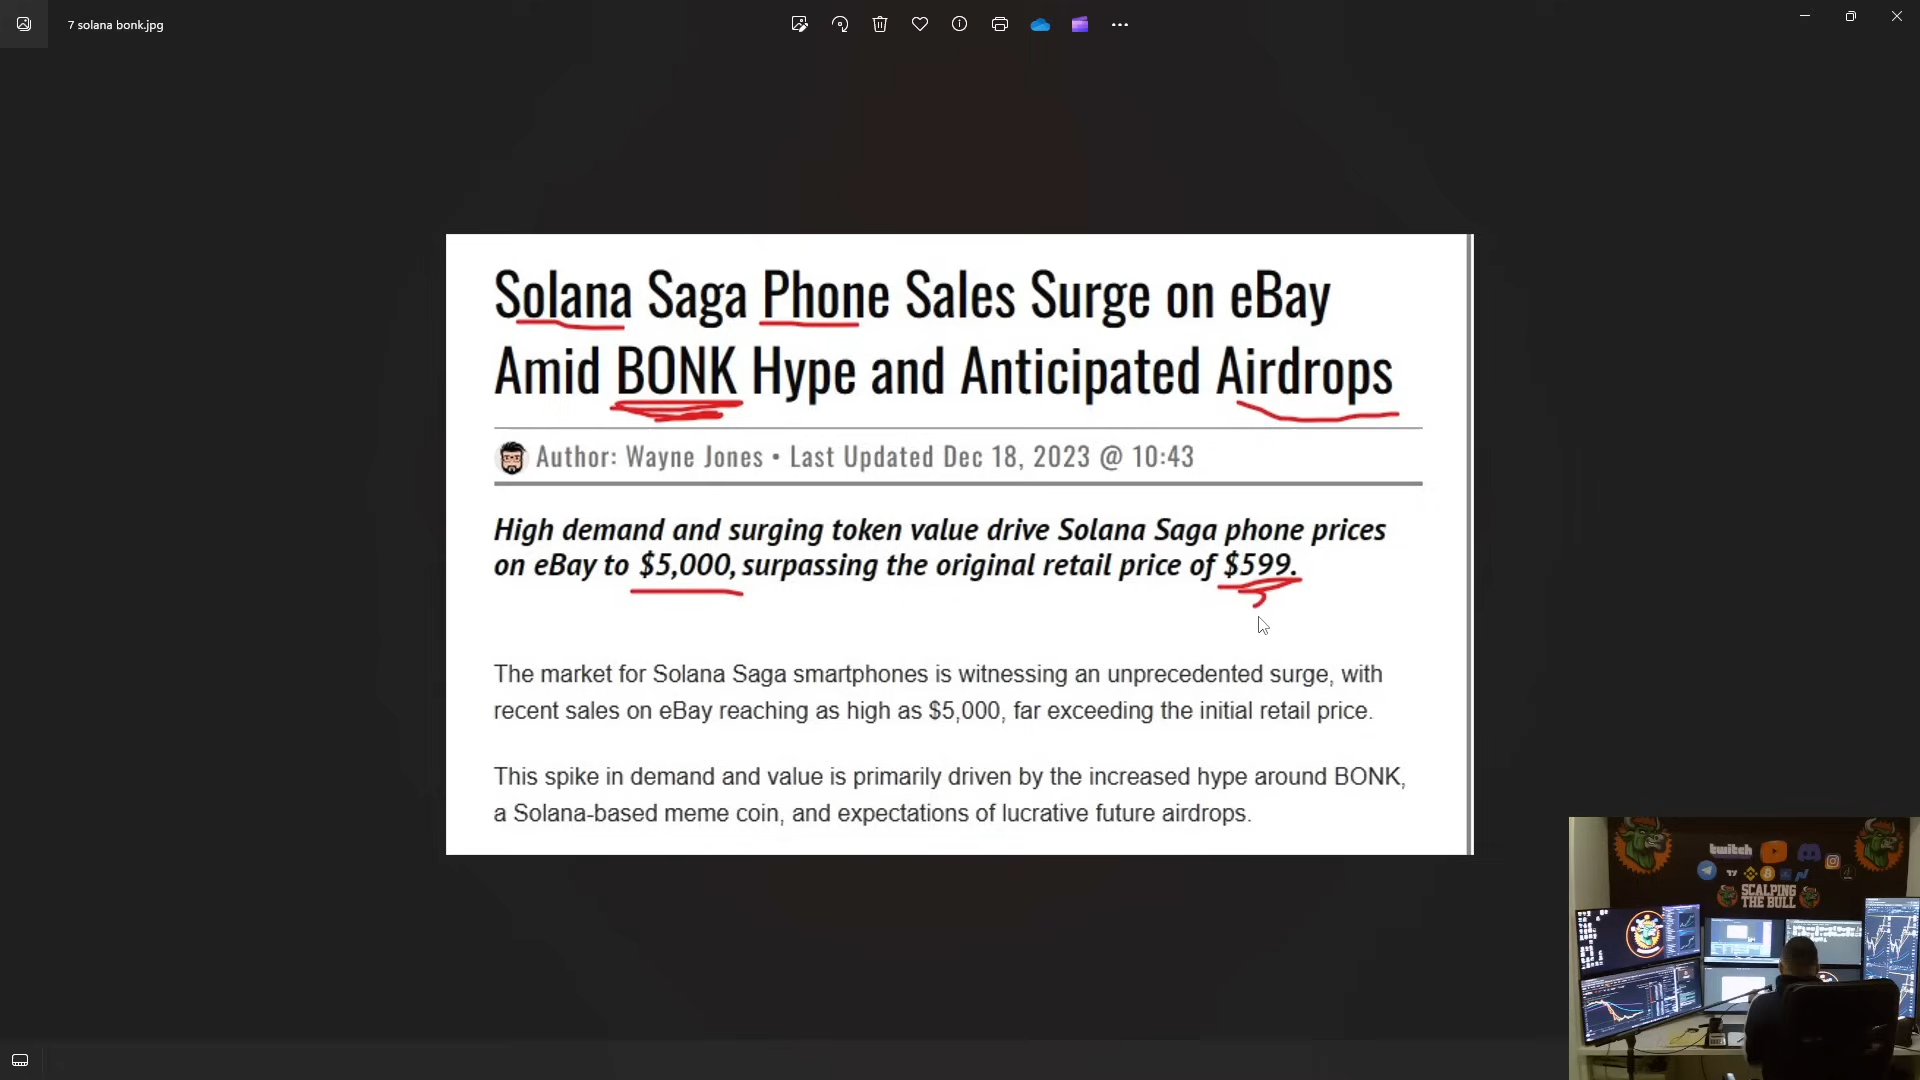 7 solana bonk.jpg
Solana Saga Phone Sales Surge on eBay
Amid BONK Hype and Anticipated Airdrops
Author: Wayne Jones • Last Updated Dec 18, 2023 @ 10:43
High demand and surging token value drive Solana Saga phone prices
on eBay to $5,000, surpassing the original retail price of $599.
The market for Solana Saga smartphones is witnessing an unprecedented surge, with
recent sales on eBay reaching as high as $5,000, far exceeding the initial retail price.
This spike in demand and value is primarily driven by the increased hype around BONK,
a Solana-based meme coin, and expectations of lucrative future airdrops.
twitch
SCALPING
THE BULL